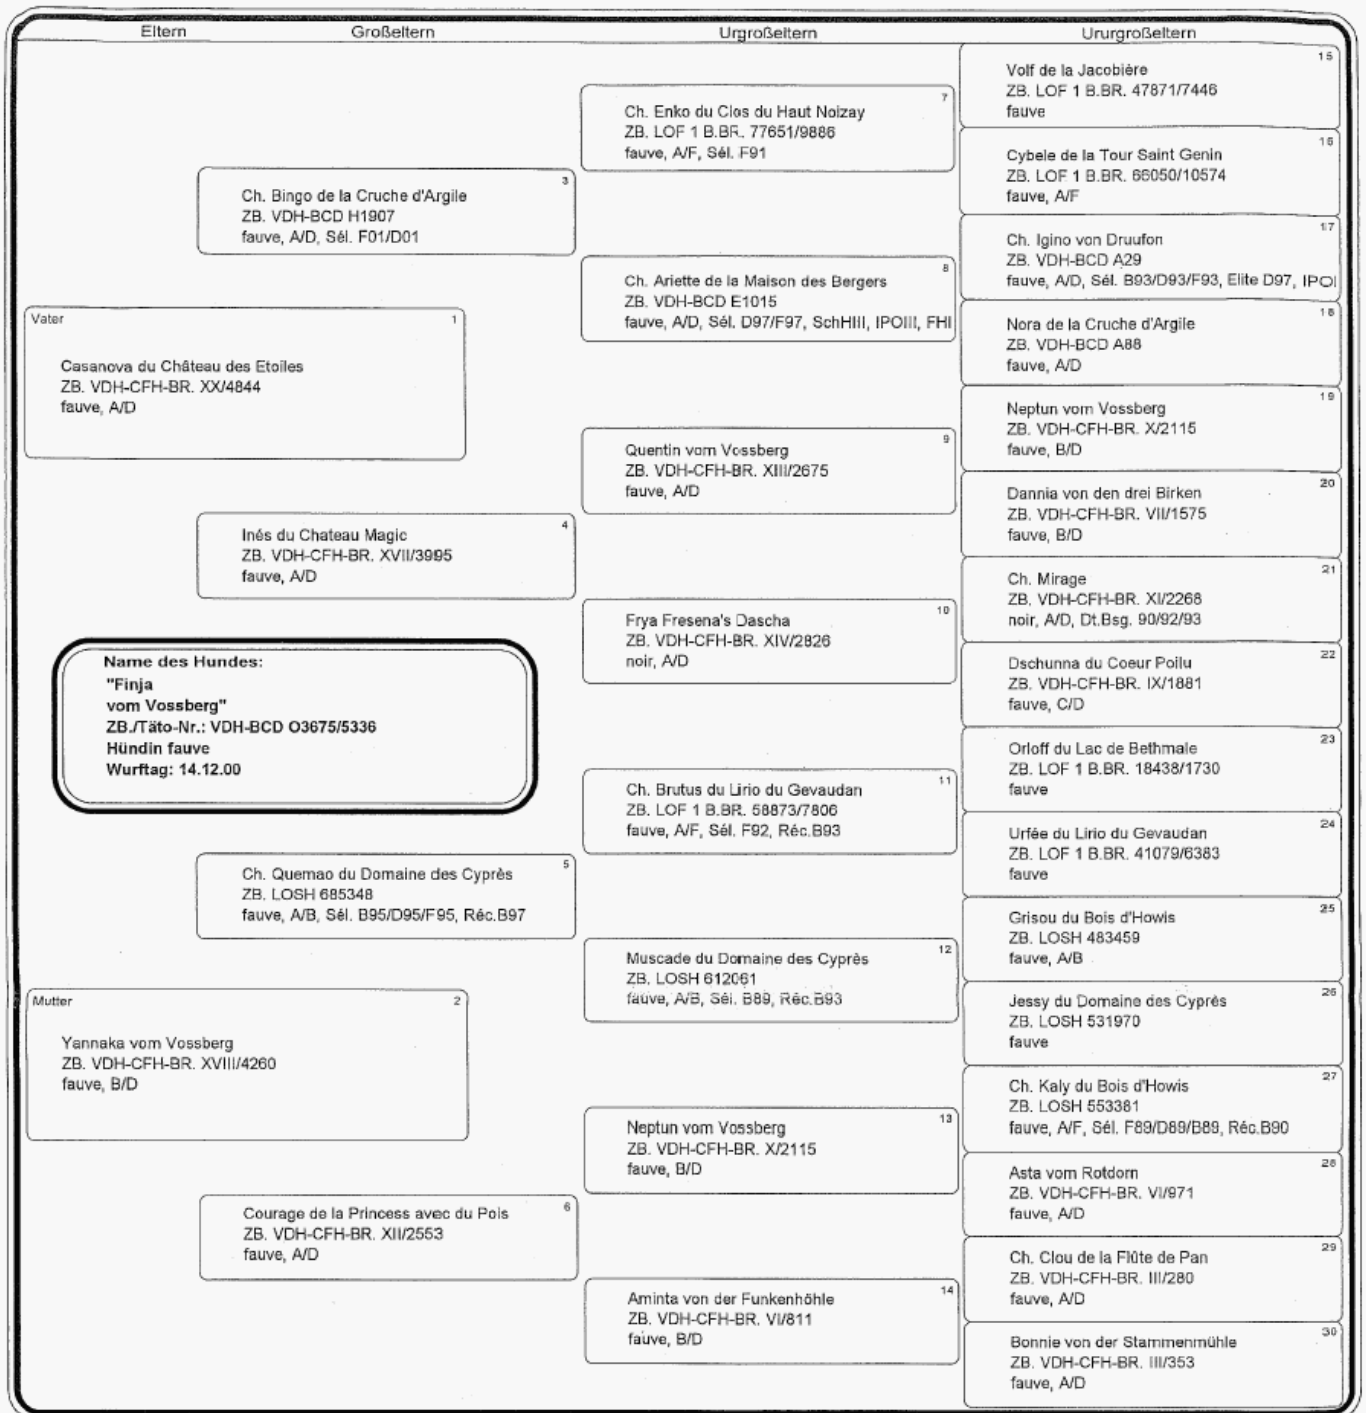 Eltern Großeltern Urgroßeltern Ururgroßeltern
Vater 1
Casanova du Château des Etoiles
ZB. VDH-CFH-BR. XX/4844
fauve, A/D
Name des Hundes:
"Finja
vom Vossberg"
ZB./Täto-Nr.: VDH-BCD O3675/5336
Hündin fauve
Wurftag: 14.12.00
Mutter 2
Yannaka vom Vossberg
ZB. VDH-CFH-BR. XVIII/4260
fauve, B/D
3
Ch. Bingo de la Cruche d'Argile
ZB. VDH-BCD H1907
fauve, A/D, Sél. F01/D01
4
Inés du Chateau Magic
ZB. VDH-CFH-BR. XVII/3995
fauve, A/D
5
Ch. Quemao du Domaine des Cyprès
ZB. LOSH 685348
fauve, A/B, Sél. B95/D95/F95, Réc.B97
6
Courage de la Princess avec du Pois
ZB. VDH-CFH-BR. XII/2553
fauve, A/D
7
Ch. Enko du Clos du Haut Noizay
ZB. LOF 1 B.BR. 77651/9886
fauve, A/F, Sél. F91
8
Ch. Ariette de la Maison des Bergers
ZB. VDH-BCD E1015
fauve, A/D, Sél. D97/F97, SchHIII, IPOIII, FHI
9
Quentin vom Vossberg
ZB. VDH-CFH-BR. XIII/2675
fauve, A/D
10
Frya Fresena's Dascha
ZB. VDH-CFH-BR. XIV/2826
noir, A/D
11
Ch. Brutus du Lirio du Gevaudan
ZB. LOF 1 B.BR. 58873/7806
fauve, A/F, Sél. F92, Réc.B93
12
Muscade du Domaine des Cyprès
ZB. LOSH 612061
fauve, A/B, Sél. B89, Réc.B93
13
Neptun vom Vossberg
ZB. VDH-CFH-BR. X/2115
fauve, B/D
14
Aminta von der Funkenhöhle
ZB. VDH-CFH-BR. VI/811
fauve, B/D
15
Volf de la Jacobière
ZB. LOF 1 B.BR. 47871/7446
fauve
16
Cybele de la Tour Saint Genin
ZB. LOF 1 B.BR. 66050/10574
fauve, A/F
17
Ch. Igino von Druufon
ZB. VDH-BCD A29
fauve, A/D, Sél. B93/D93/F93, Elite D97, IPOI
18
Nora de la Cruche d'Argile
ZB. VDH-BCD A88
fauve, A/D
19
Neptun vom Vossberg
ZB. VDH-CFH-BR. X/2115
fauve, B/D
20
Dannia von den drei Birken
ZB. VDH-CFH-BR. VII/1575
fauve, B/D
21
Ch. Mirage
ZB. VDH-CFH-BR. XI/2268
noir, A/D, Dt.Bsg. 90/92/93
22
Dschunna du Coeur Poilu
ZB. VDH-CFH-BR. IX/1881
fauve, C/D
23
Orloff du Lac de Bethmale
ZB. LOF 1 B.BR. 18438/1730
fauve
24
Urfée du Lirio du Gevaudan
ZB. LOF 1 B.BR. 41079/6383
fauve
25
Grisou du Bois d'Howis
ZB. LOSH 483459
fauve, A/B
26
Jessy du Domaine des Cyprès
ZB. LOSH 531970
fauve
27
Ch. Kaly du Bois d'Howis
ZB. LOSH 553381
fauve, A/F, Sél. F89/D89/B89, Réc.B90
28
Asta vom Rotdorn
ZB. VDH-CFH-BR. VI/971
fauve, A/D
29
Ch. Clou de la Flûte de Pan
ZB. VDH-CFH-BR. III/280
fauve, A/D
30
Bonnie von der Stammenmühle
ZB. VDH-CFH-BR. III/353
fauve, A/D